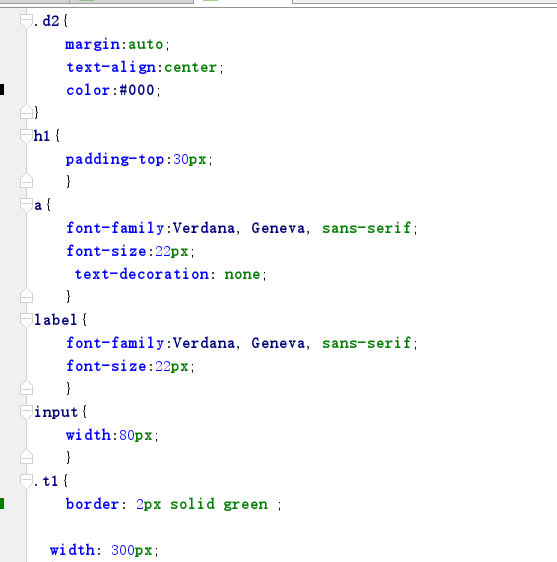 .d2{
margin:auto;
text-align:center;
color:#000;
}
h1{
padding-top:30px;
}
a{
font-family:Verdana, Geneva, sans-serif;
font-size:22px;
text-decoration: none;
}
label{
font-family:Verdana, Geneva, sans-serif;
font-size:22px;
}
input{
width:80px;
}
.t1{
border: 2px solid green ;
width: 300px;